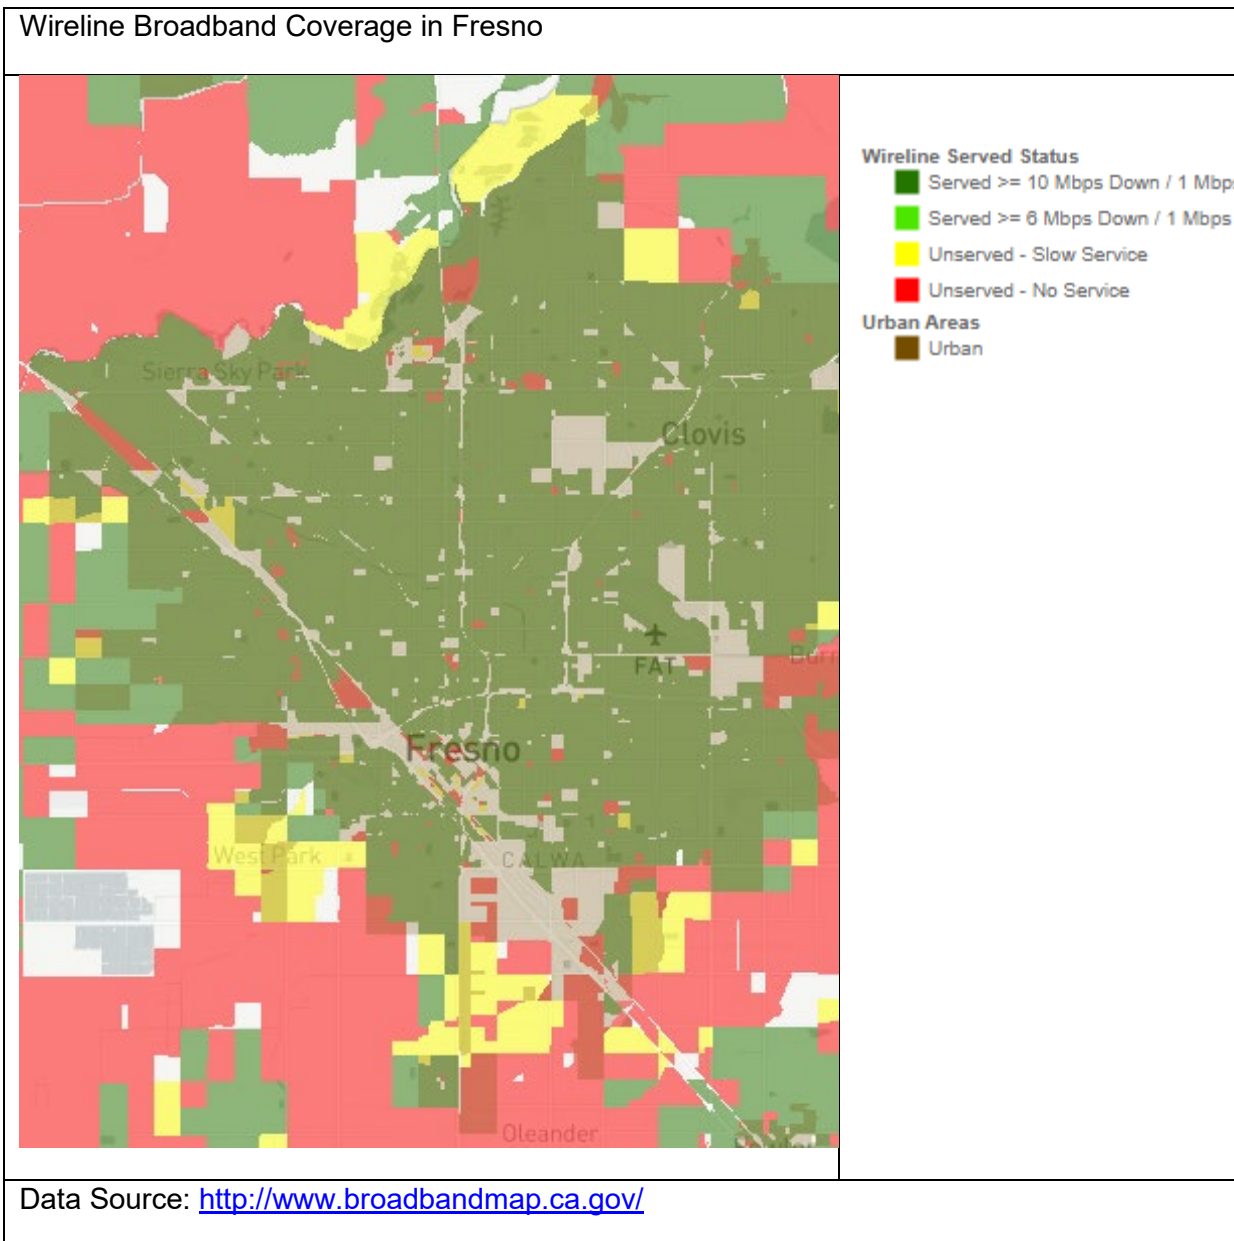 Wireline Broadband Coverage in Fresno
Wireline Served Status
Served >= 10 Mbps Down / 1 Mbps
Served >= 6 Mbps Down / 1 Mbps
Unserved - Slow Service
Unserved - No Service
Urban Areas
Urban
Sierra Sky Park
Clovis
FAT
Fresno
West Park
CALWA
Oleander
Data Source: http://www.broadbandmap.ca.gov/